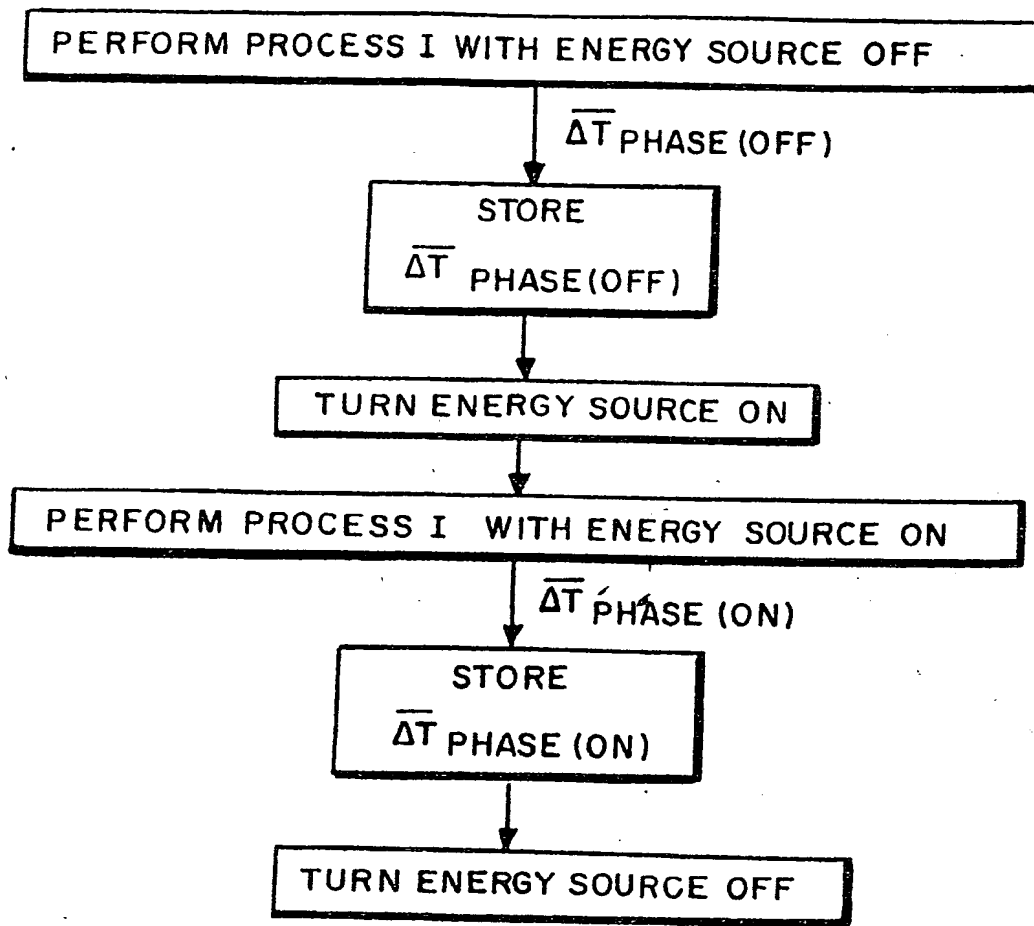 PERFORM PROCESS I WITH ENERGY SOURCE OFF
ΔT̅ PHASE (OFF)
STORE
ΔT̅ PHASE (OFF)
TURN ENERGY SOURCE ON
PERFORM PROCESS I WITH ENERGY SOURCE ON
ΔT̅ PHASE (ON)
STORE
ΔT̅ PHASE (ON)
TURN ENERGY SOURCE OFF